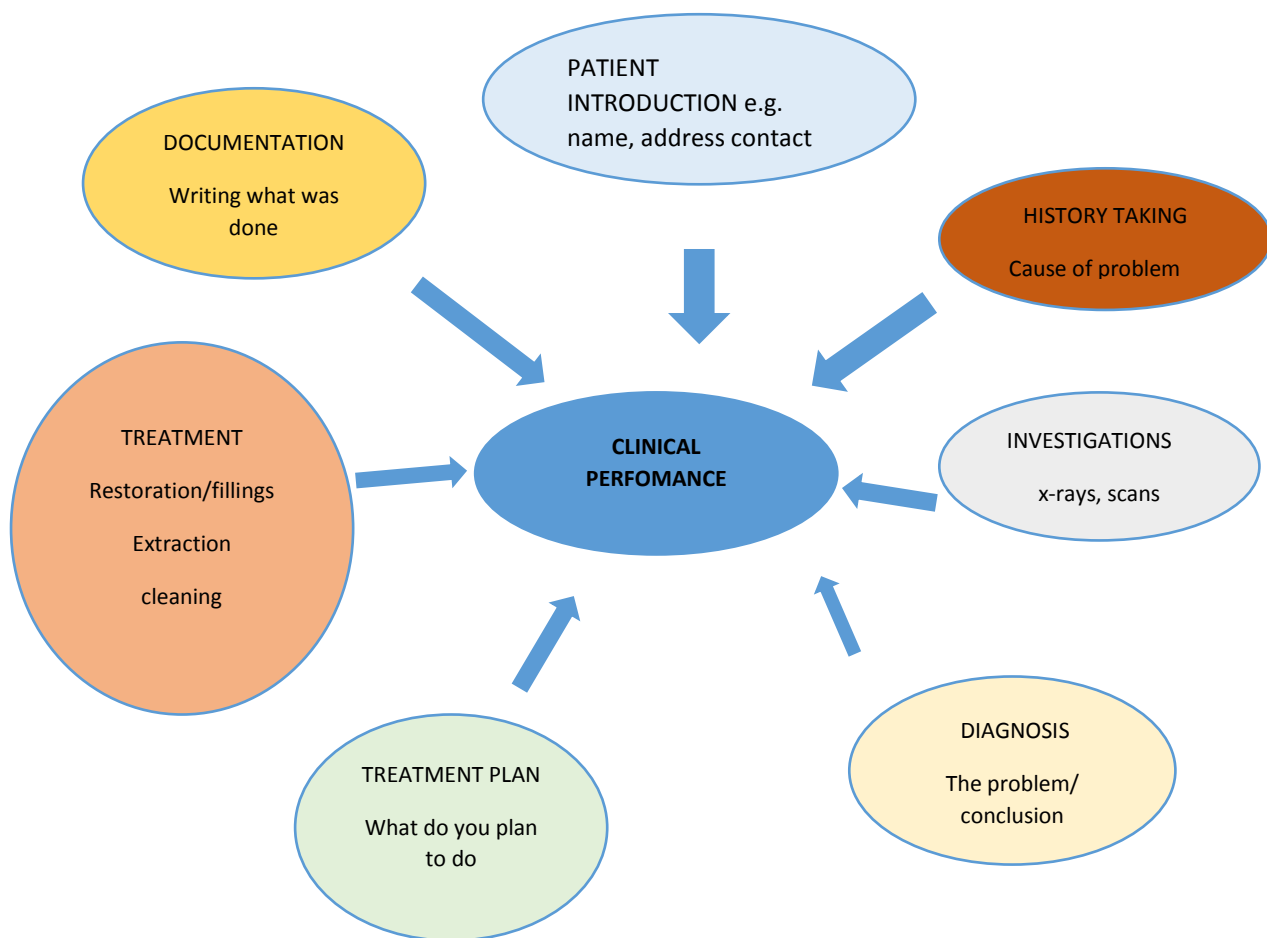 PATIENT
INTRODUCTION e.g.
name, address contact
DOCUMENTATION
Writing what was
done
HISTORY TAKING
Cause of problem
TREATMENT
Restoration/fillings
Extraction
cleaning
CLINICAL
PERFOMANCE
INVESTIGATIONS
x-rays, scans
TREATMENT PLAN
What do you plan
to do
DIAGNOSIS
The problem/
conclusion